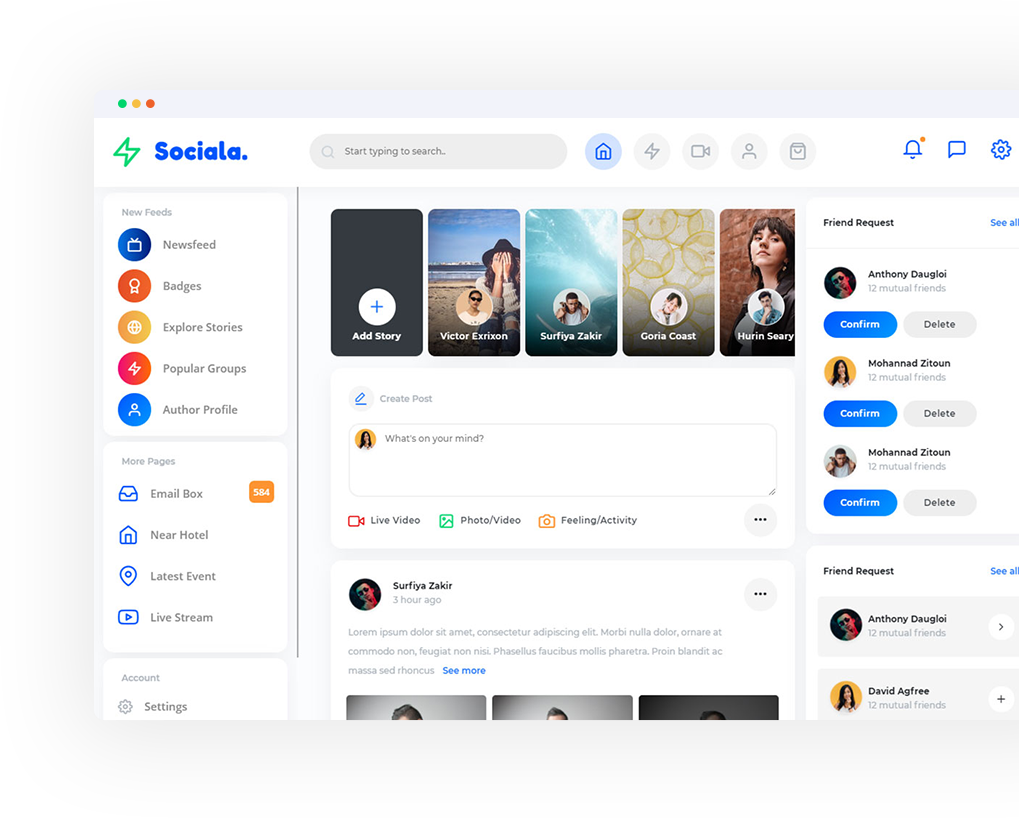 Sociala.
Start typing to search..
New Feeds
Newsfeed
Badges
Explore Stories
Popular Groups
Author Profile
More Pages
Email Box
584
Near Hotel
Latest Event
Live Stream
Account
Settings
Add Story
Victor Exrixon
Surfiya Zakir
Goria Coast
Hurin Seary
Create Post
What's on your mind?
Live Video
Photo/Video
Feeling/Activity
Surfiya Zakir
3 hour ago
Lorem ipsum dolor sit amet, consectetur adipiscing elit. Morbi nulla dolor, ornare at
commodo non, feugiat non nisi. Phasellus faucibus mollis pharetra. Proin blandit ac
massa sed rhoncus See more
Friend Request
See all
Anthony Daugloi
12 mutual friends
Confirm
Delete
Mohannad Zitoun
12 mutual friends
Confirm
Delete
Mohannad Zitoun
12 mutual friends
Confirm
Delete
Friend Request
See all
Anthony Daugloi
12 mutual friends
David Agfree
12 mutual friends